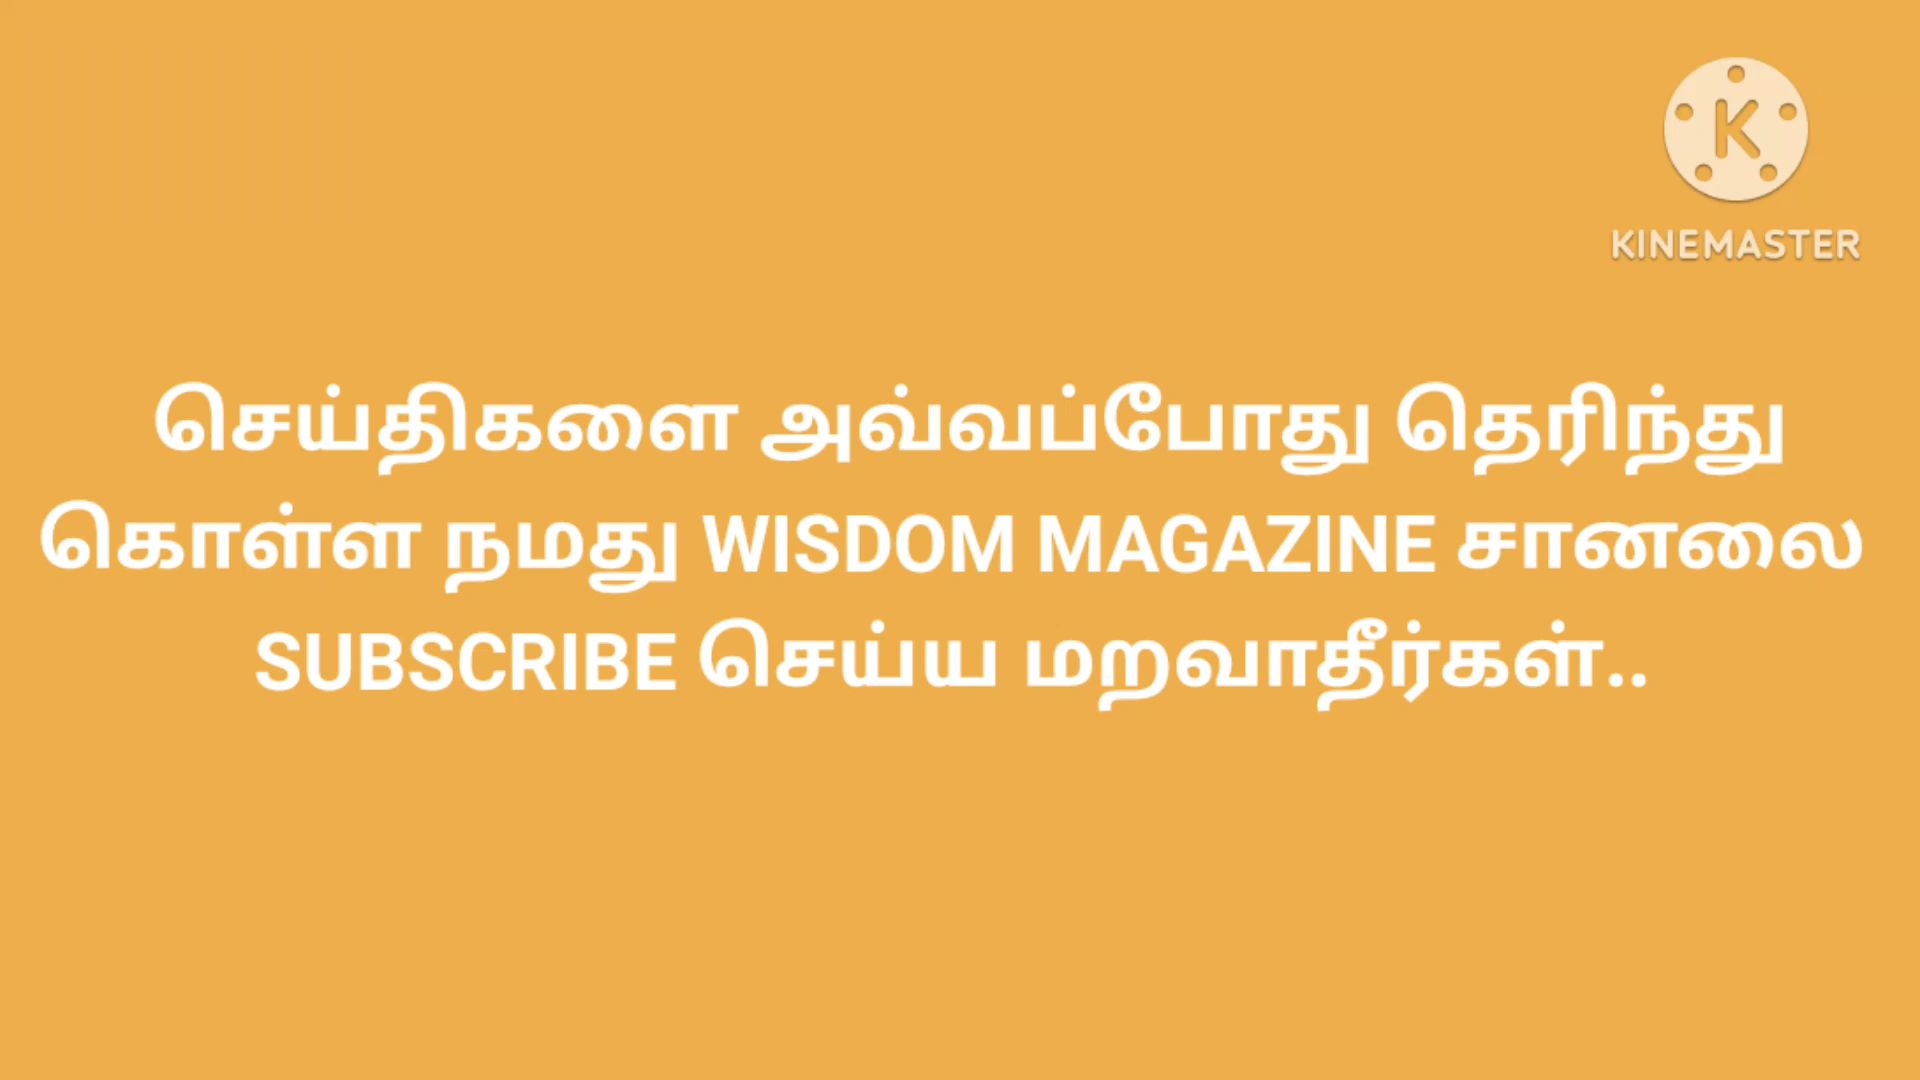 KINEMASTER
செய்திகளை அவ்வப்போது தெரிந்து
கொள்ள நமது WISDOM MAGAZINE சானலை
SUBSCRIBE செய்ய மறவாதீர்கள்..